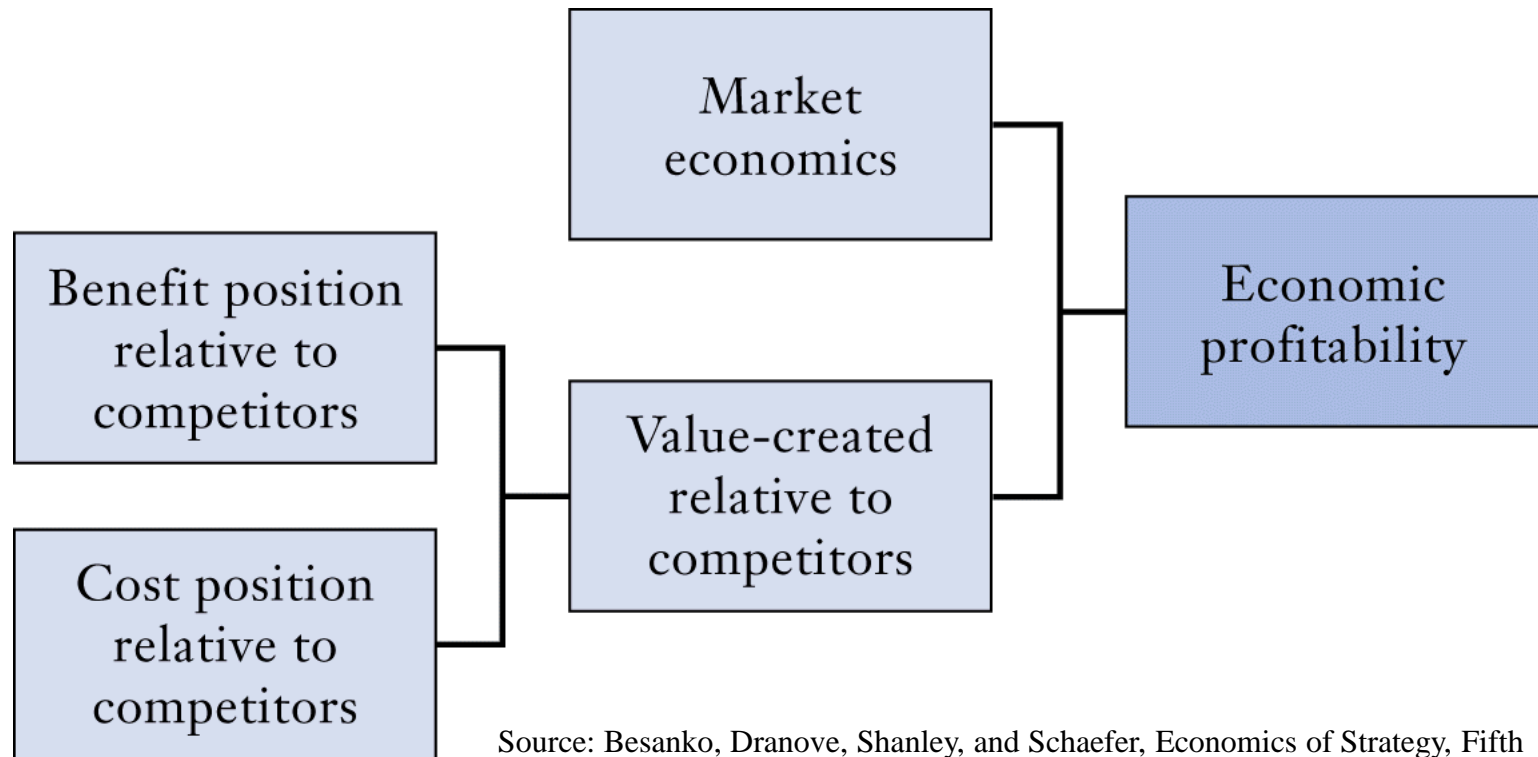 Market
economics
Benefit position
relative to
competitors
Economic
profitability
Value-created
relative to
competitors
Cost position
relative to
competitors
Source: Besanko, Dranove, Shanley, and Schaefer, Economics of Strategy, Fifth